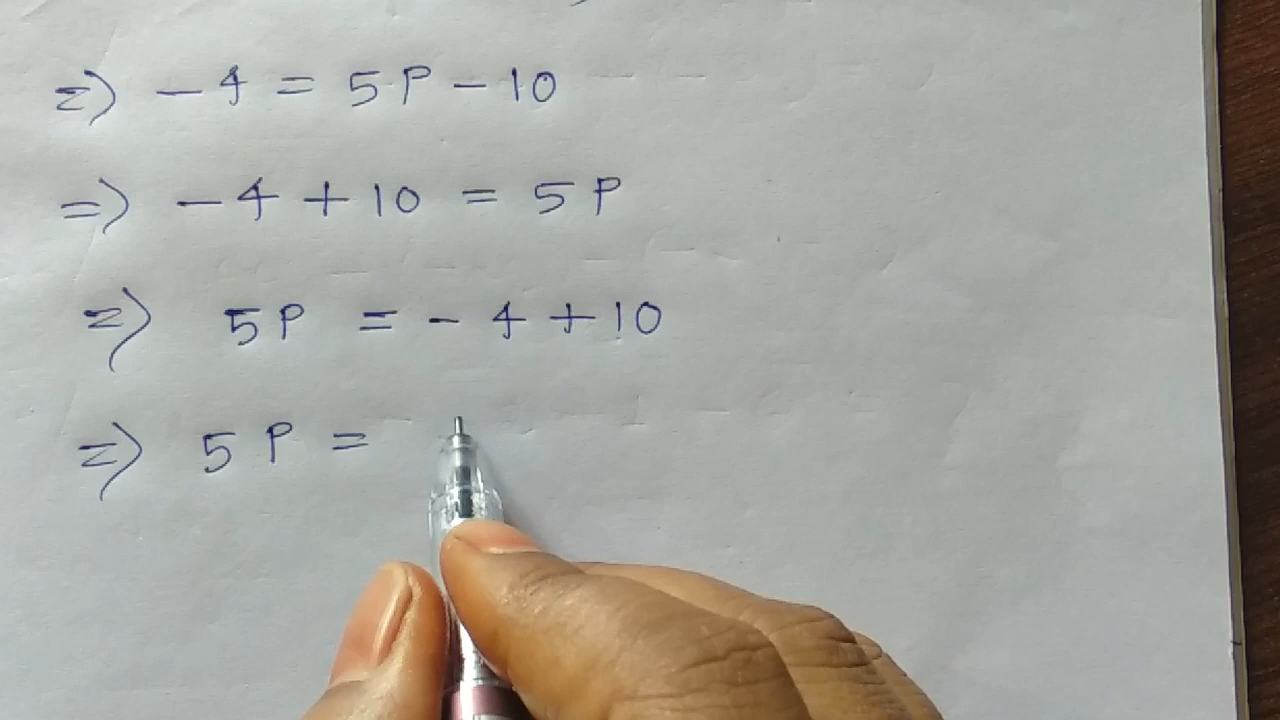 => -4 = 5P - 10
=> -4 + 10 = 5P
=> 5P = -4 + 10
=> 5P =